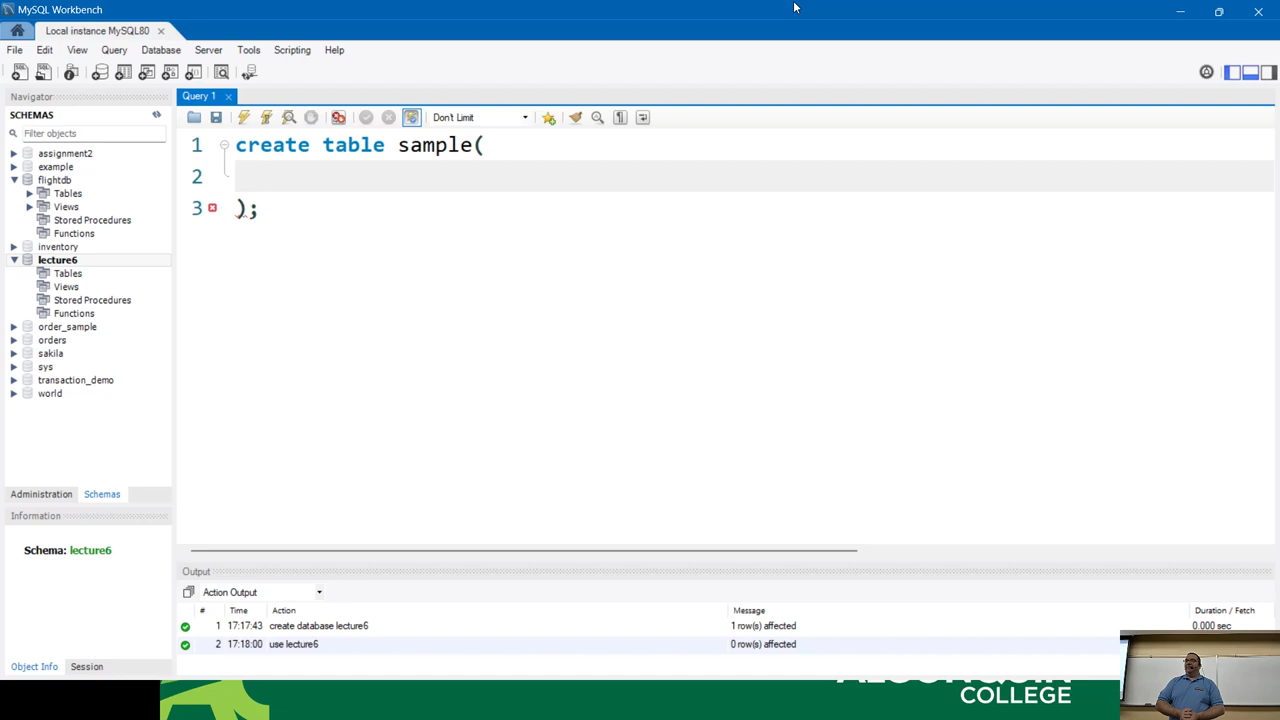 MySQL Workbench
Local instance MySQL80
File Edit View Query Database Server Tools Scripting Help
Navigator
SCHEMAS
Filter objects
assignment2
example
flightdb
Tables
Views
Stored Procedures
Functions
inventory
lecture6
Tables
Views
Stored Procedures
Functions
order_sample
orders
sakila
sys
transaction_demo
world
Administration Schemas
Information
Schema: lecture6
Object Info Session
Query 1
Don't Limit
1 create table sample(
2
3 );
Output
Action Output
# Time Action Message Duration / Fetch
1 17:17:43 create database lecture6 1 row(s) affected 0.000 sec
2 17:18:00 use lecture6 0 row(s) affected
COLLEGE